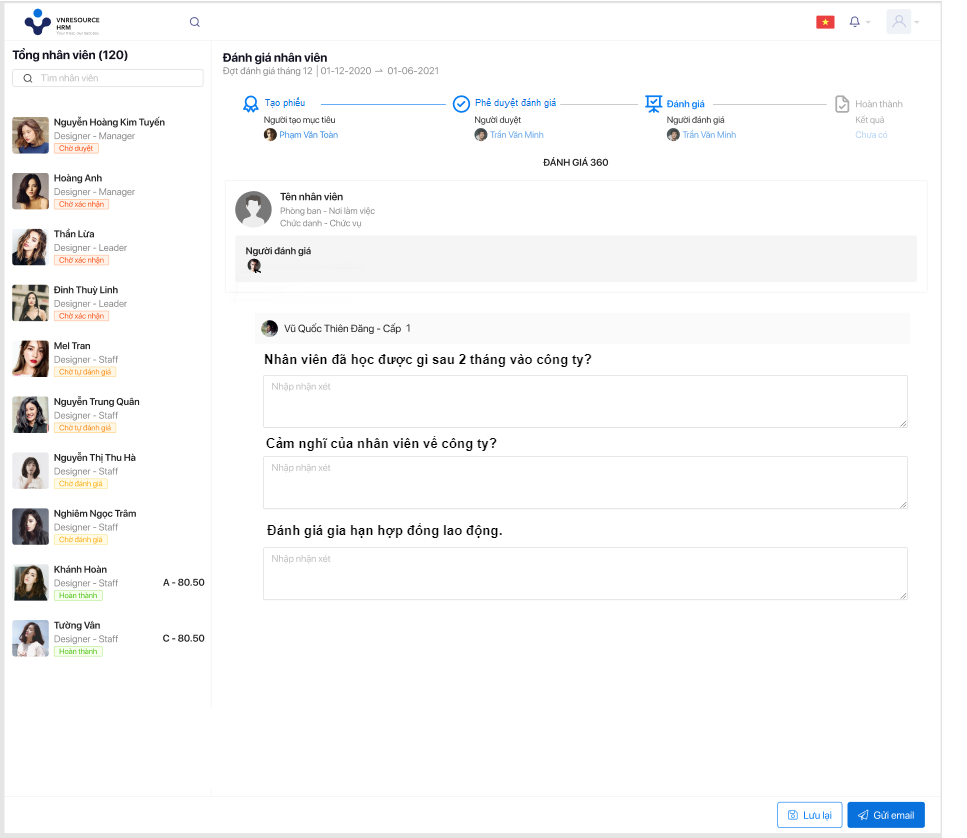 VNRESOURCE
HRM
Tổng nhân viên (120)
Tìm nhân viên
Nguyễn Hoàng Kim Tuyến
Designer - Manager
Chờ duyệt
Hoàng Anh
Designer - Manager
Chờ xác nhận
Thần Lừa
Designer - Leader
Chờ xác nhận
Đinh Thuỳ Linh
Designer - Leader
Chờ xác nhận
Mel Tran
Designer - Staff
Chờ tự đánh giá
Nguyễn Trung Quân
Designer - Staff
Chờ tự đánh giá
Nguyễn Thị Thu Hà
Designer - Staff
Chờ đánh giá
Nghiêm Ngọc Trâm
Designer - Staff
Chờ đánh giá
Khánh Hoàn
Designer - Staff
A - 80.50
Hoàn thành
Tường Vân
Designer - Staff
C - 80.50
Hoàn thành
Đánh giá nhân viên
Đợt đánh giá tháng 12 | 01-12-2020 → 01-06-2021
Tạo phiếu
Người tạo mục tiêu
Phạm Văn Toàn
Phê duyệt đánh giá
Người duyệt
Trần Văn Minh
Đánh giá
Người đánh giá
Trần Văn Minh
Hoàn thành
Kết quả
Chưa có
ĐÁNH GIÁ 360
Tên nhân viên
Phòng ban - Nơi làm việc
Chức danh - Chức vụ
Người đánh giá
Vũ Quốc Thiên Đăng - Cấp 1
Nhân viên đã học được gì sau 2 tháng vào công ty?
Nhập nhận xét
Cảm nghĩ của nhân viên về công ty?
Nhập nhận xét
Đánh giá gia hạn hợp đồng lao động.
Nhập nhận xét
Lưu lại
Gửi email